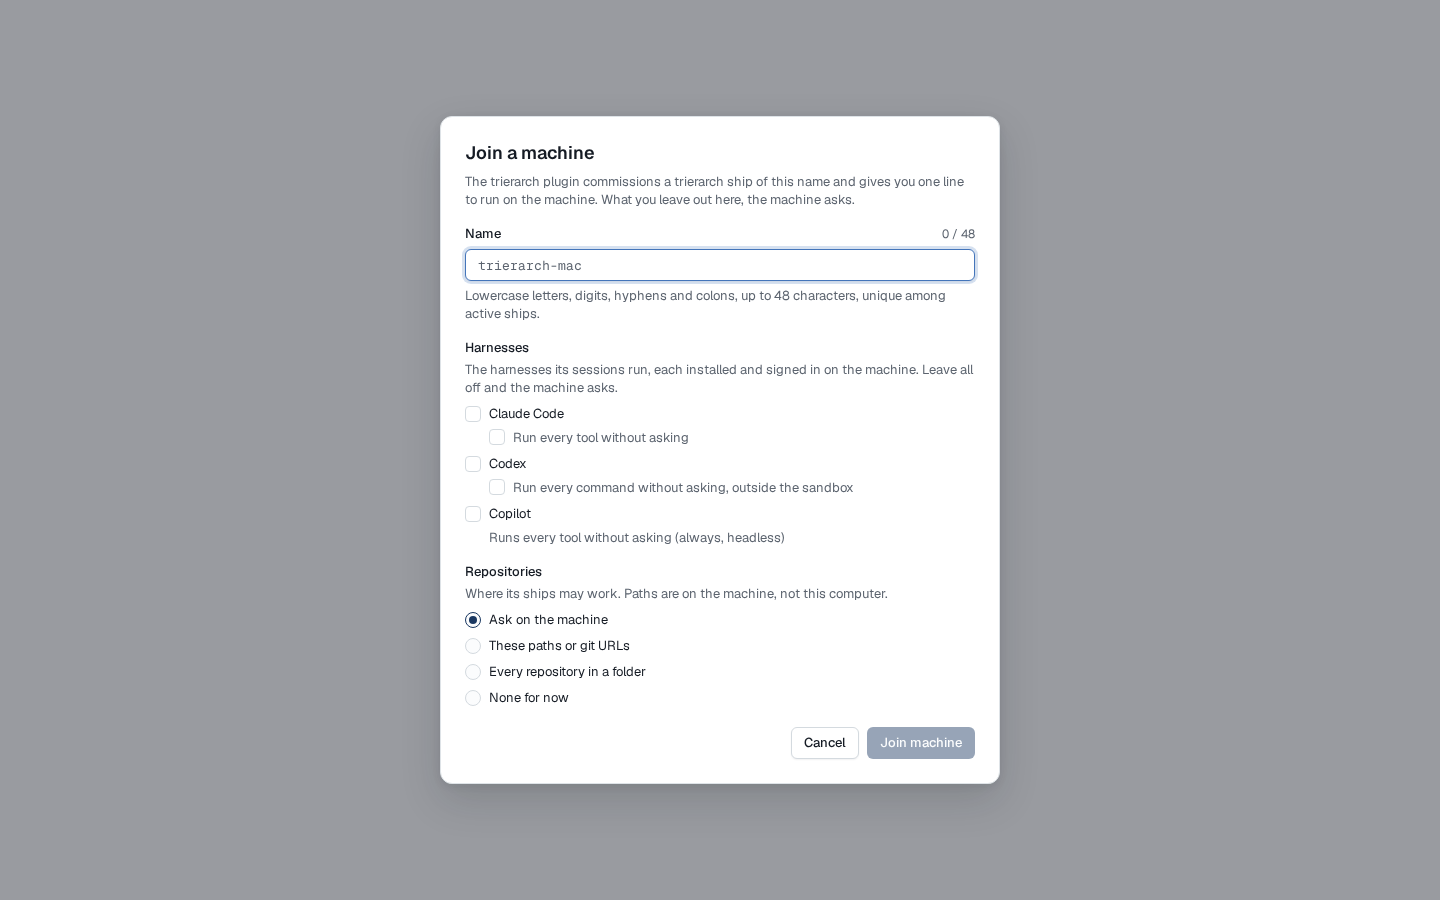 Join a machine
The trierarch plugin commissions a trierarch ship of this name and gives you one line
to run on the machine. What you leave out here, the machine asks.
Name
0 / 48
trierarch-mac
Lowercase letters, digits, hyphens and colons, up to 48 characters, unique among
active ships.
Harnesses
The harnesses its sessions run, each installed and signed in on the machine. Leave all
off and the machine asks.
Claude Code
Run every tool without asking
Codex
Run every command without asking, outside the sandbox
Copilot
Runs every tool without asking (always, headless)
Repositories
Where its ships may work. Paths are on the machine, not this computer.
Ask on the machine
These paths or git URLs
Every repository in a folder
None for now
Cancel
Join machine